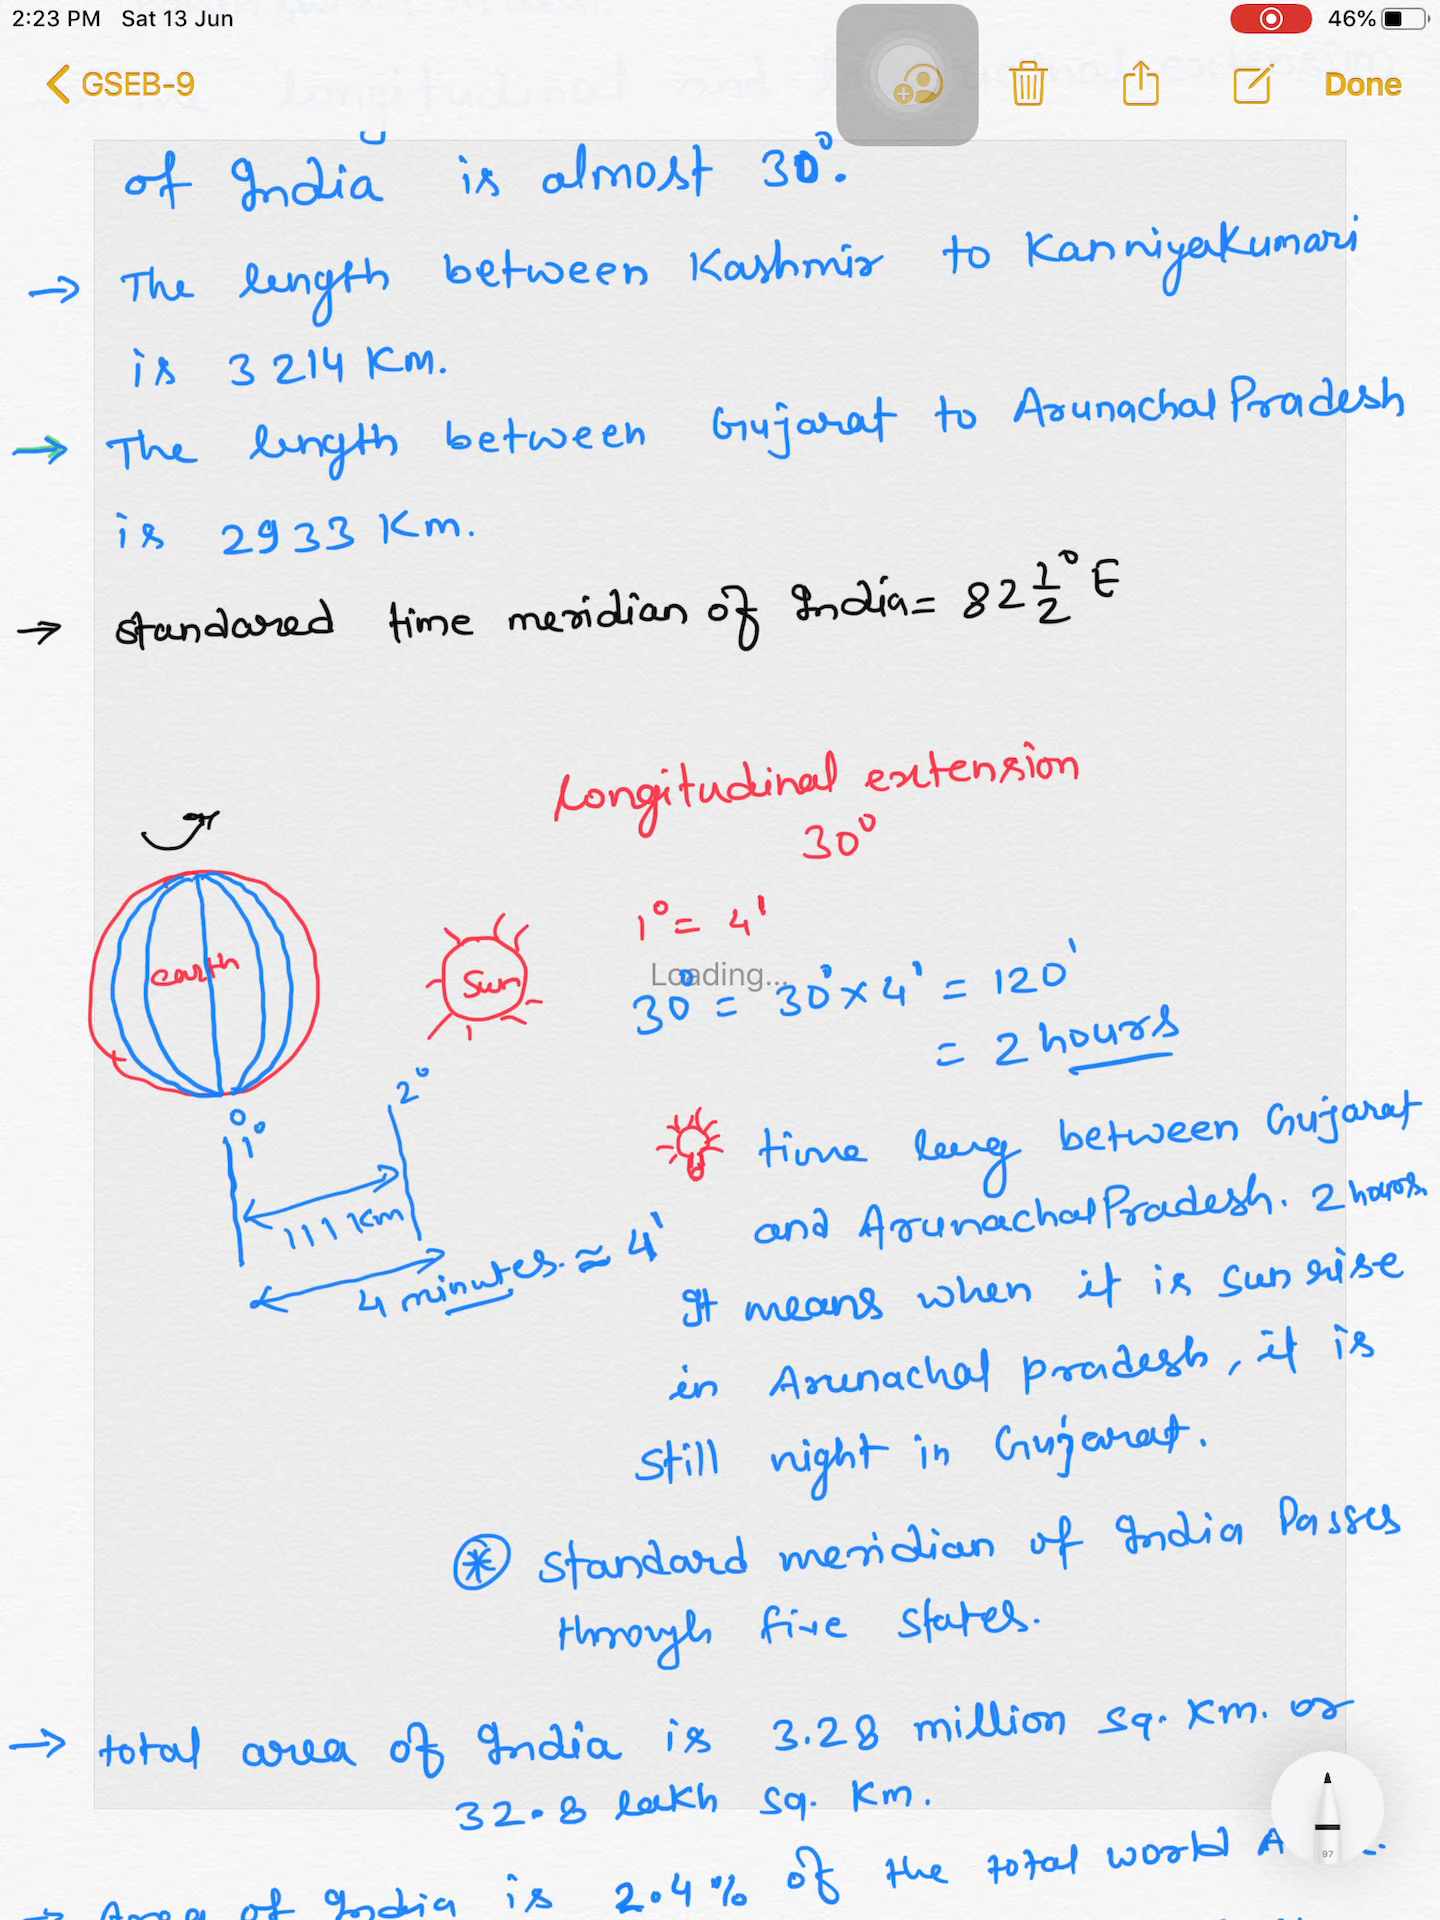 2:23 PM Sat 13 Jun 46%
GSEB-9 Done
of India is almost 30°.
→ The length between Kashmir to Kanniyakumari
is 3214 Km.
→ The length between Gujarat to Arunachal Pradesh
is 2933 Km.
→ standared time meridian of India = 82 1/2° E
Longitudinal extension
30°
earth
Sun
1° = 4'
Loading...
30° = 30° × 4' = 120'
= 2 hours
0
1° 2°
111 Km
4 minutes. ≈ 4'
time leng between Gujarat
and Arunachal Pradesh. 2 hours
It means when it is sun rise
in Arunachal pradesh, it is
still night in Gujarat.
* standard meridian of India Passes
through five states.
→ total area of India is 3.28 million sq. Km. or
32.8 lakh sq. Km.
→ Area of India is 2.4% of the total world A
97